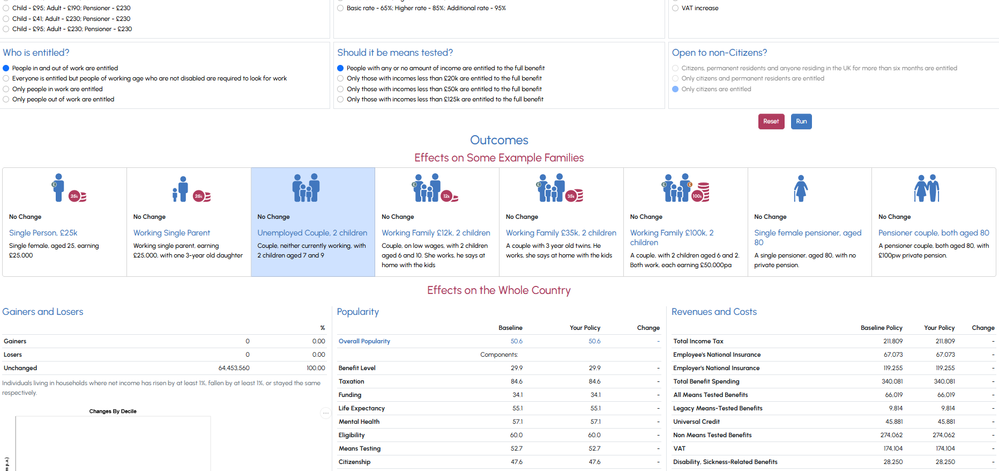 Child - £95; Adult - £190; Pensioner - £230
Child - £41; Adult - £230; Pensioner - £230
Child - £95; Adult - £230; Pensioner - £230
Basic rate - 65%; Higher rate - 85%; Additional rate - 95%
VAT increase
Who is entitled?
People in and out of work are entitled
Everyone is entitled but people of working age who are not disabled are required to look for work
Only people in work are entitled
Only people out of work are entitled
Should it be means tested?
People with any or no amount of income are entitled to the full benefit
Only those with incomes less than £20k are entitled to the full benefit
Only those with incomes less than £50k are entitled to the full benefit
Only those with incomes less than £125k are entitled to the full benefit
Open to non-Citizens?
Citizens, permanent residents and anyone residing in the UK for more than six months are entitled
Only citizens and permanent residents are entitled
Only citizens are entitled
Reset
Run
Outcomes
Effects on Some Example Families
£ 25k
No Change
Single Person, £25k
Single female, aged 25, earning
£25,000
25k
No Change
Working Single Parent
Working single parent, earning
£25,000, with one 3-year old daughter
No Change
Unemployed Couple, 2 children
Couple, neither currently working, with
2 children aged 7 and 9
£ 12k
No Change
Working Family £12k, 2 children
Couple, on low wages, with 2 children
aged 6 and 10. She works, he says at
home with the kids
£ 35k
No Change
Working Family £35k, 2 children
A couple with 3 year old twins. He
works, she says at home with the kids
£ £ 100k
No Change
Working Family £100k, 2
children
A couple, with 2 children aged 6 and 2.
Both work, each earning £50,000pa
No Change
Single female pensioner, aged
80
A single pensioner, aged 80, with no
private pension.
No Change
Pensioner couple, both aged 80
A pensioner couple, both aged 80, with
£100pw private pension.
Effects on the Whole Country
Gainers and Losers
%
Gainers 0 0.00
Losers 0 0.00
Unchanged 64,453,560 100.00
Individuals living in households where net income has risen by at least 1%, fallen by at least 1%, or stayed the same
respectively.
Changes By Decile
m p.a.)
Popularity
Baseline Your Policy Change
Overall Popularity 50.6 50.6 -
Components:
Benefit Level 29.9 29.9 -
Taxation 84.6 84.6 -
Funding 34.1 34.1 -
Life Expectancy 55.1 55.1 -
Mental Health 57.1 57.1 -
Eligibility 60.0 60.0 -
Means Testing 52.7 52.7 -
Citizenship 47.6 47.6 -
Revenues and Costs
Baseline Policy Your Policy Change
Total Income Tax 211,809 211,809 -
Employee's National Insurance 67,073 67,073 -
Employer's National Insurance 119,255 119,255 -
Total Benefit Spending 340,081 340,081 -
All Means Tested Benefits 66,019 66,019 -
Legacy Means-Tested Benefits 9,814 9,814 -
Universal Credit 45,881 45,881 -
Non Means Tested Benefits 274,062 274,062 -
VAT 174,104 174,104 -
Disability, Sickness-Related Benefits 28,250 28,250 -